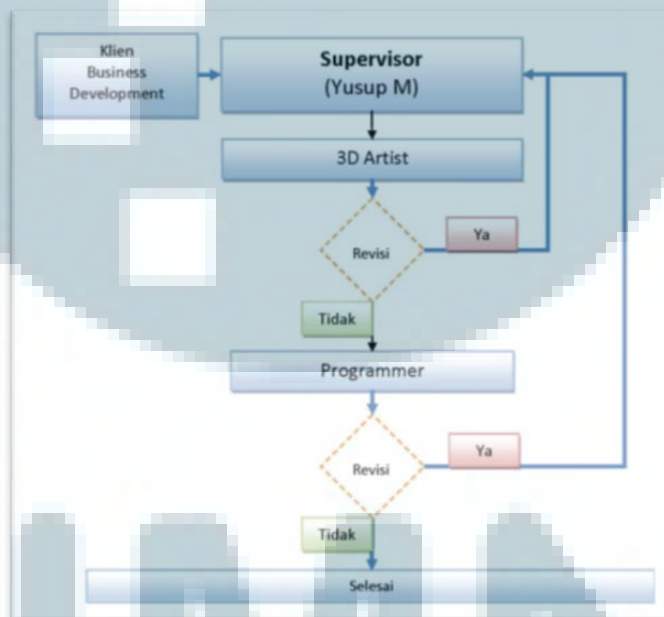 Klien
Business
Development
Supervisor
(Yusup M)
3D Artist
Revisi
Ya
Tidak
Programmer
Revisi
Ya
Tidak
Selesai